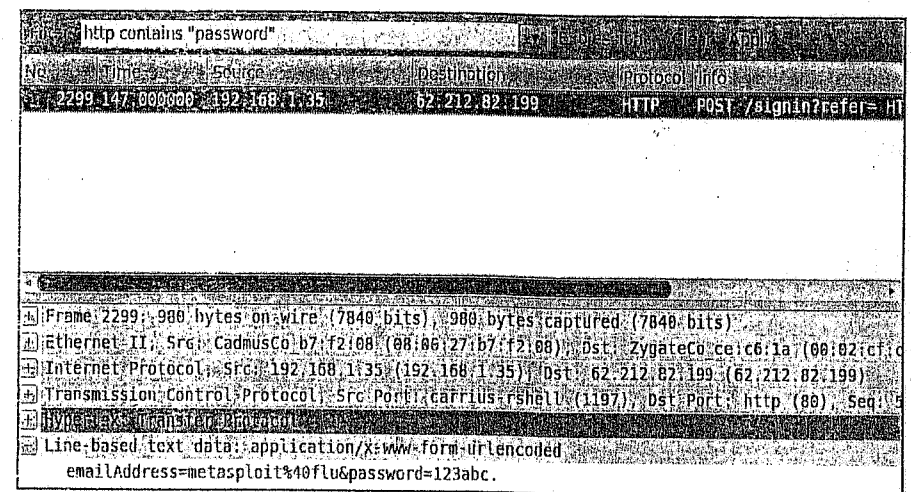 Filter: http contains "password"
No. Time Source Destination Protocol Info
2299 147.000000 192.168.1.35 62.212.82.199 HTTP POST /signin?refer= HT
Frame 2299: 980 bytes on wire (7840 bits), 980 bytes captured (7840 bits)
Ethernet II, Src: CadmusCo_b7:f2:08 (08:00:27:b7:f2:08), Dst: ZygateCo_ce:c6:1a (00:02:cf:c
Internet Protocol, Src: 192.168.1.35 (192.168.1.35), Dst: 62.212.82.199 (62.212.82.199)
Transmission Control Protocol, Src Port: carrius-rshell (1197), Dst Port: http (80), Seq: 5
Hypertext Transfer Protocol
Line-based text data: application/x-www-form-urlencoded
emailAddress=metasploit%40flu&password=123abc.